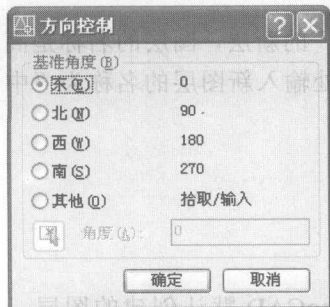 方向控制
基准角度(B)
东(E) 0
北(N) 90
西(W) 180
南(S) 270
其他(O) 拾取/输入
角度(A): 0
确定 取消